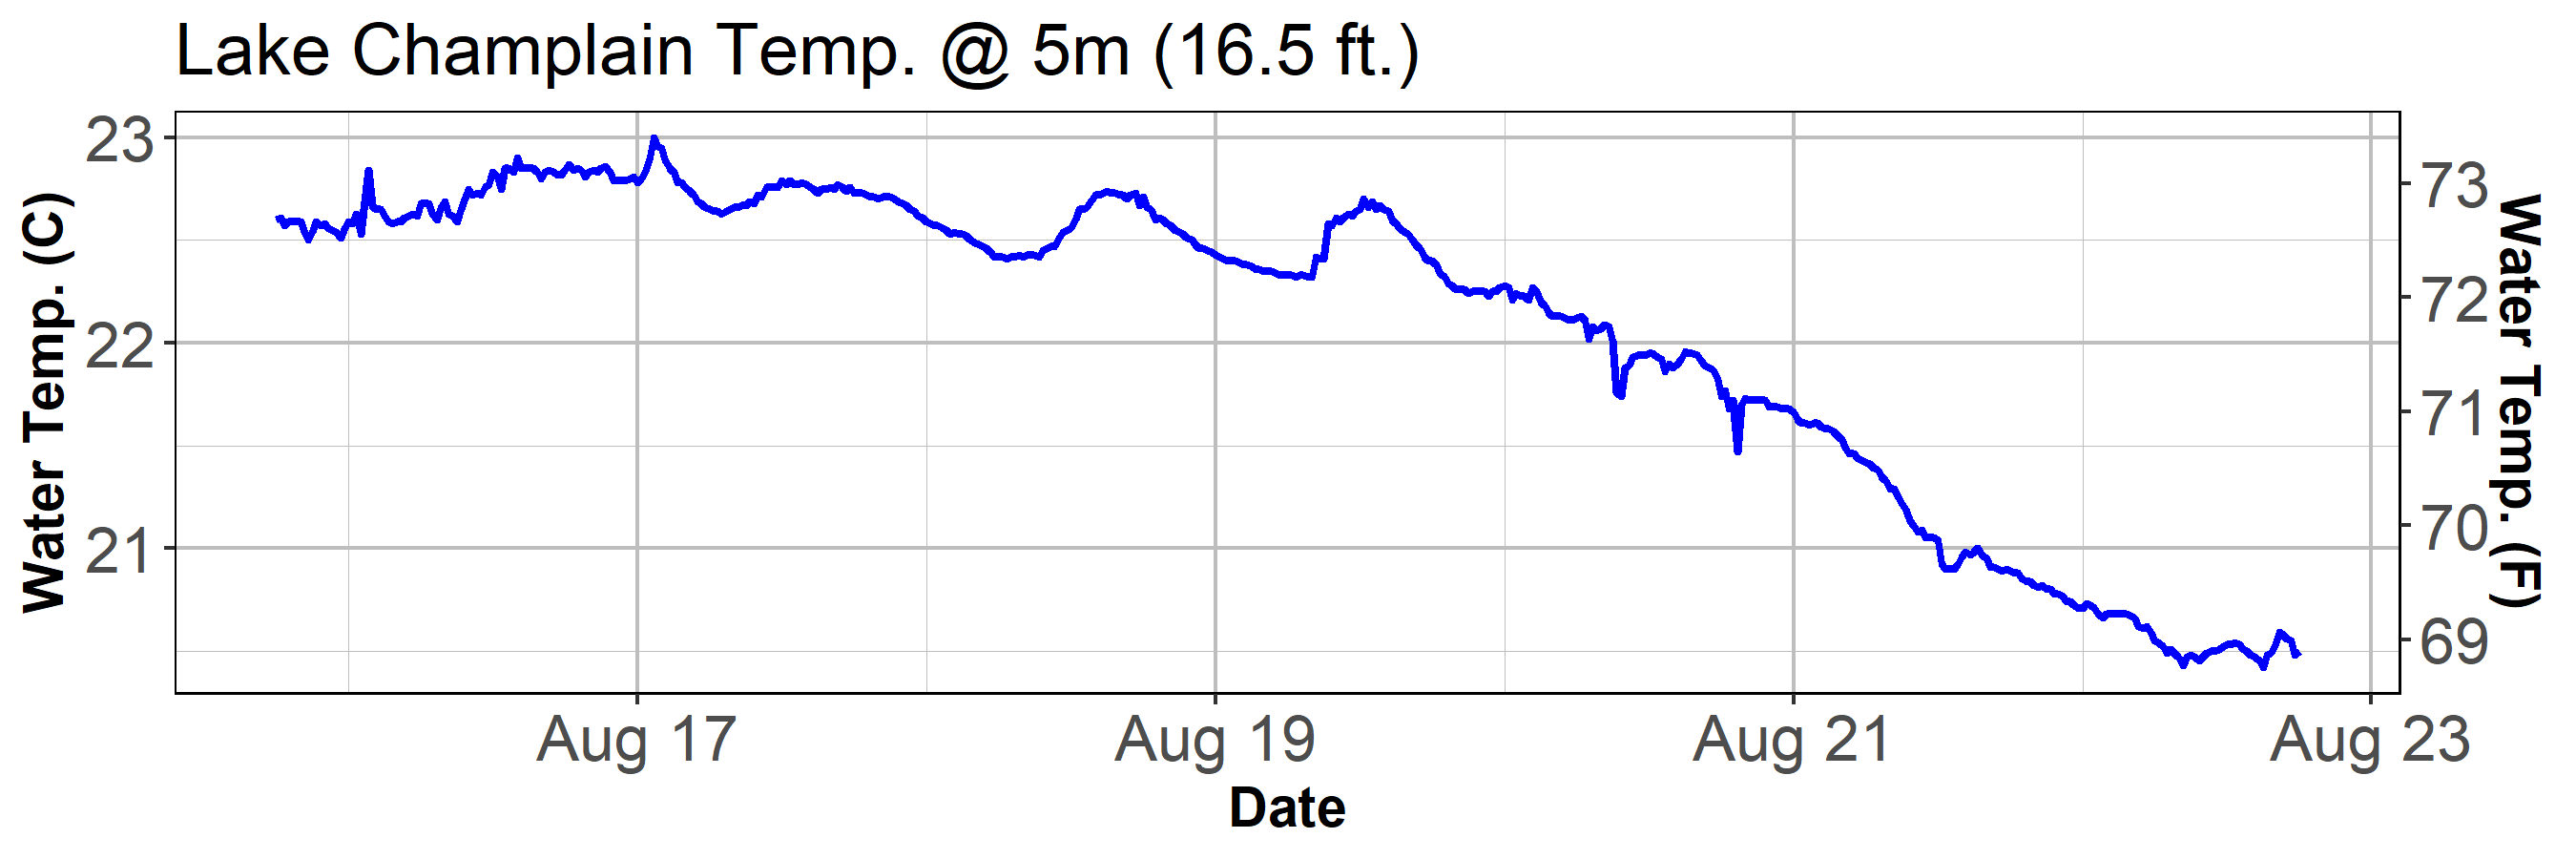 Lake Champlain Temp. @ 5m (16.5 ft.)
Water Temp. (C)
23
22
21
73
72
71
70
69
Water Temp. (F)
Aug 17 Aug 19 Aug 21 Aug 23
Date